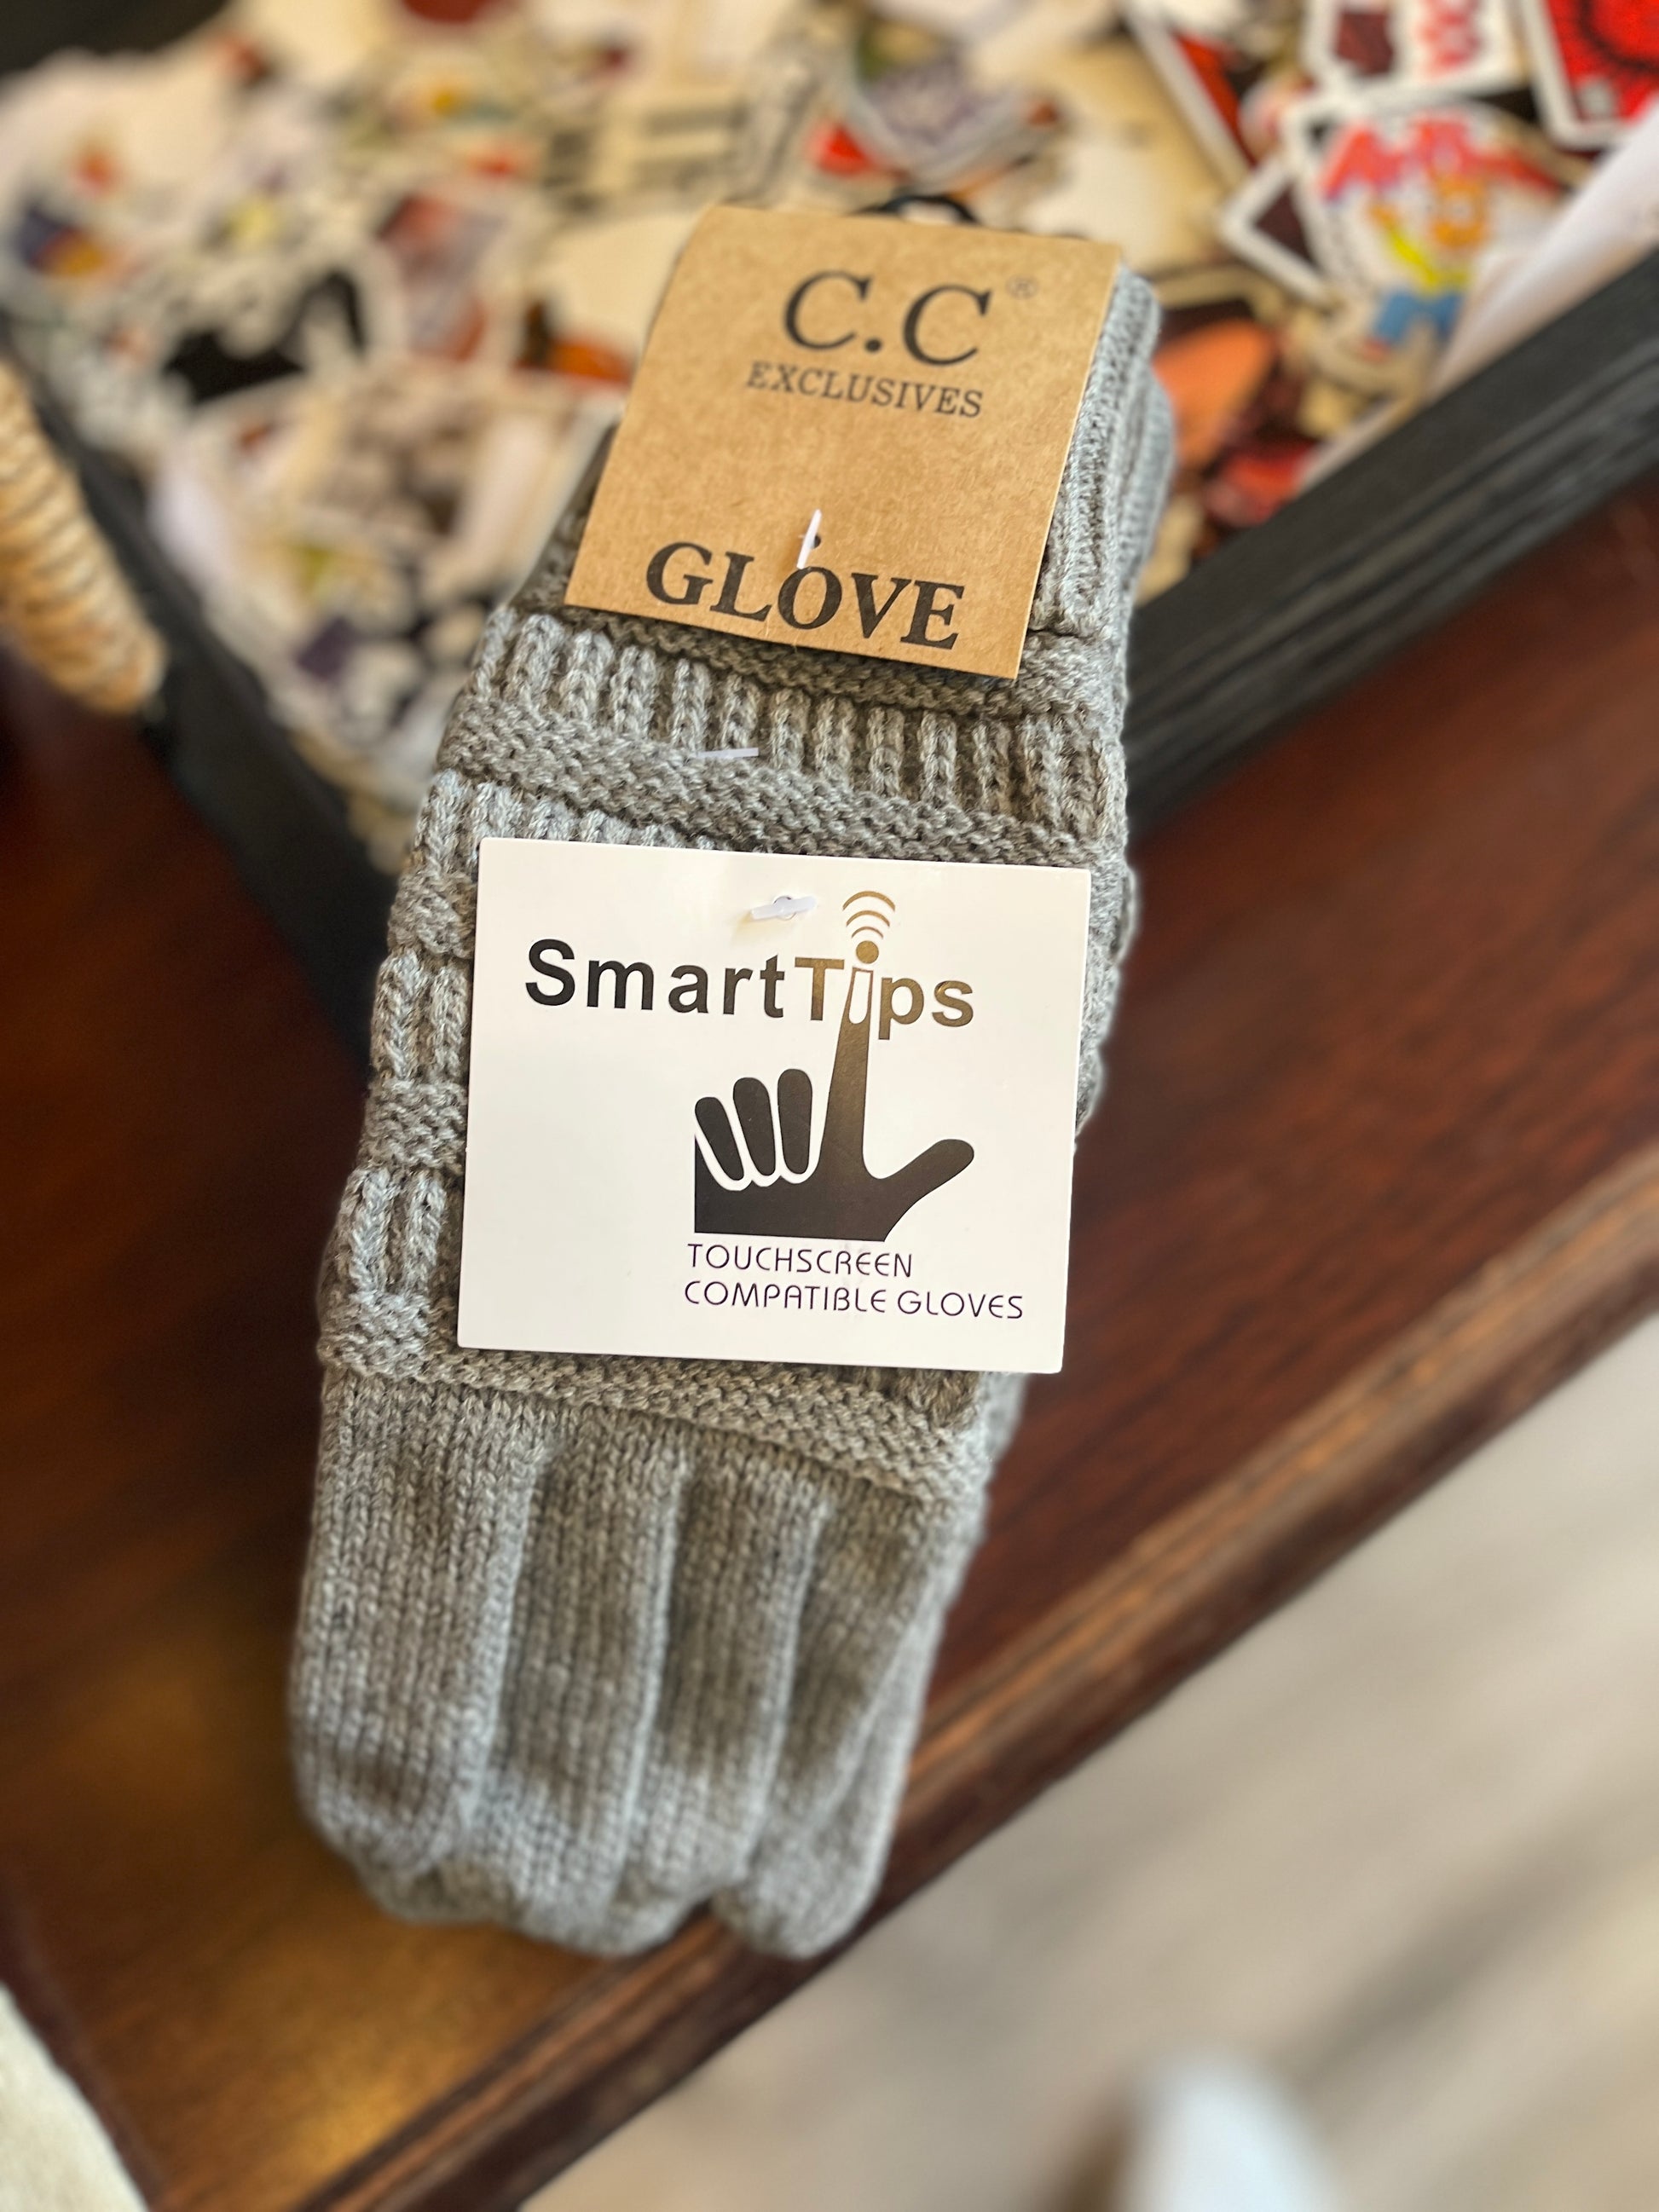 C.C®
EXCLUSIVES
GLOVE
SmartTips
TOUCHSCREEN
COMPATIBLE GLOVES